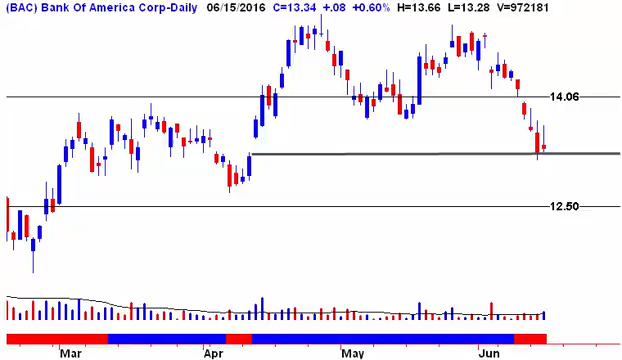 (BAC) Bank Of America Corp-Daily 06/15/2016 C=13.34 +.08 +0.60% H=13.66 L=13.28 V=972181
14.06
12.50
Mar Apr May Jun